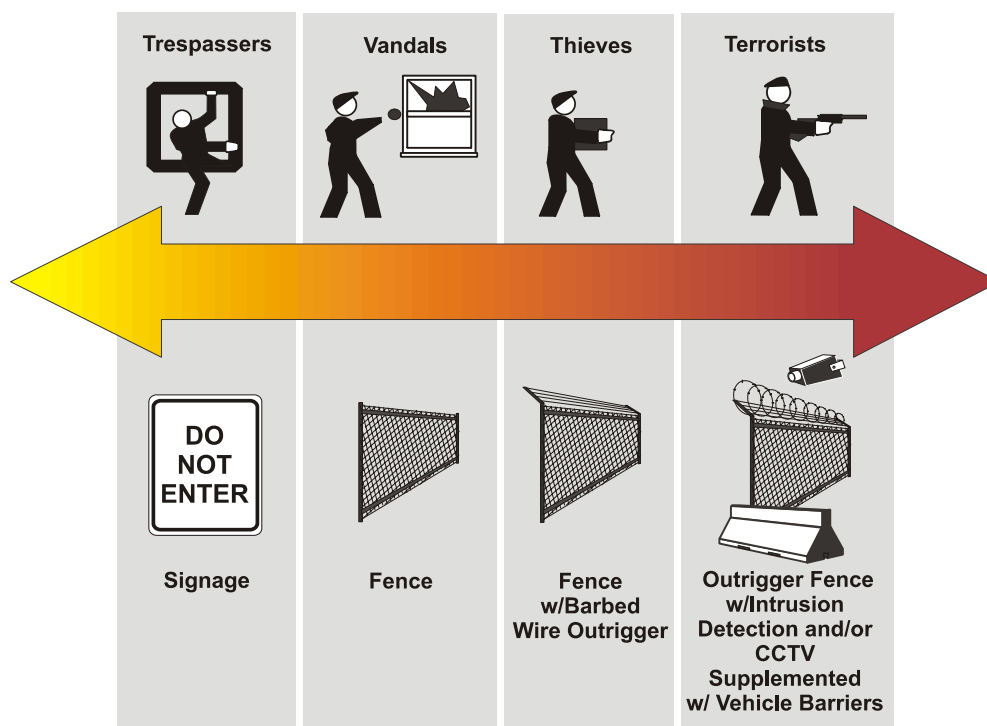 Trespassers
Vandals
Thieves
Terrorists
DO
NOT
ENTER
Signage
Fence
Fence
w/Barbed
Wire Outrigger
Outrigger Fence
w/Intrusion
Detection and/or
CCTV
Supplemented
w/ Vehicle Barriers